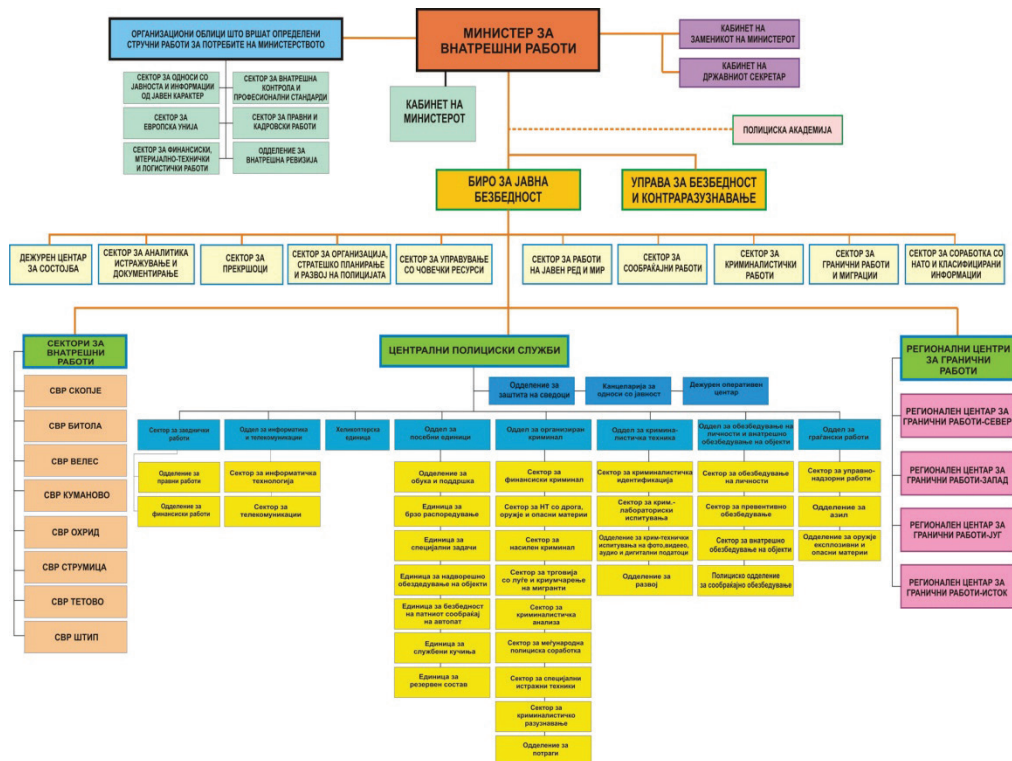 ОРГАНИЗАЦИОНИ ОБЛИЦИ ШТО ВРШАТ ОПРЕДЕЛЕНИ
СТРУЧНИ РАБОТИ ЗА ПОТРЕБИТЕ НА МИНИСТЕРСТВОТО
МИНИСТЕР ЗА
ВНАТРЕШНИ РАБОТИ
КАБИНЕТ НА
ЗАМЕНИКОТ НА МИНИСТЕРОТ
КАБИНЕТ НА
ДРЖАВНИОТ СЕКРЕТАР
СЕКТОР ЗА ОДНОСИ СО
ЈАВНОСТА И ИНФОРМАЦИИ
ОД ЈАВЕН КАРАКТЕР
СЕКТОР ЗА ВНАТРЕШНА
КОНТРОЛА И
ПРОФЕСИОНАЛНИ СТАНДАРДИ
СЕКТОР ЗА
ЕВРОПСКА УНИЈА
СЕКТОР ЗА ПРАВНИ И
КАДРОВСКИ РАБОТИ
СЕКТОР ЗА ФИНАНСИСКИ,
МТЕРИЈАЛНО-ТЕХНИЧКИ
И ЛОГИСТИЧКИ РАБОТИ
ОДДЕЛЕНИЕ ЗА
ВНАТРЕШНА РЕВИЗИЈА
КАБИНЕТ НА
МИНИСТЕРОТ
ПОЛИЦИСКА АКАДЕМИЈА
БИРО ЗА ЈАВНА
БЕЗБЕДНОСТ
УПРАВА ЗА БЕЗБЕДНОСТ
И КОНТРАРАЗУЗНАВАЊЕ
ДЕЖУРЕН ЦЕНТАР
ЗА СОСТОЈБА
СЕКТОР ЗА АНАЛИТИКА
ИСТРАЖУВАЊЕ И
ДОКУМЕНТИРАЊЕ
СЕКТОР ЗА
ПРЕКРШОЦИ
СЕКТОР ЗА ОРГАНИЗАЦИЈА,
СТРАТЕШКО ПЛАНИРАЊЕ
И РАЗВОЈ НА ПОЛИЦИЈАТА
СЕКТОР ЗА УПРАВУВАЊЕ
СО ЧОВЕЧКИ РЕСУРСИ
СЕКТОР ЗА РАБОТИ
НА ЈАВЕН РЕД И МИР
СЕКТОР ЗА
СООБРАЌАЈНИ РАБОТИ
СЕКТОР ЗА
КРИМИНАЛИСТИЧКИ
РАБОТИ
СЕКТОР ЗА
ГРАНИЧНИ РАБОТИ
И МИГРАЦИИ
СЕКТОР ЗА СОРАБОТКА СО
НАТО И КЛАСИФИЦИРАНИ
ИНФОРМАЦИИ
СЕКТОРИ ЗА
ВНАТРЕШНИ
РАБОТИ
СВР СКОПЈЕ
СВР БИТОЛА
СВР ВЕЛЕС
СВР КУМАНОВО
СВР ОХРИД
СВР СТРУМИЦА
СВР ТЕТОВО
СВР ШТИП
ЦЕНТРАЛНИ ПОЛИЦИСКИ СЛУЖБИ
Одделение за
заштита на сведоци
Канцеларија за
односи со јавност
Дежурен оперативен
центар
Сектор за заеднички
работи
Одделение за
правни работи
Одделение за
финансиски работи
Оддел за информатика
и телекомуникации
Сектор за информатичка
технологија
Сектор за
телекомуникации
Хеликоптерска
единица
Оддел за
посебни единици
Одделение за
обука и поддршка
Единица за
брзо распоредување
Единица за
специјални задачи
Единица за надворешно
обездедување на објекти
Единица за безбедност
на патниот сообраќај
на автопат
Единица за
службени кучиња
Единица за
резервен состав
Оддел за организиран
криминал
Сектор за
финансиски криминал
Сектор за НТ со дрога,
оружје и опасни материи
Сектор за
насилен криминал
Сектор за трговија
со луѓе и криумчарење
на мигранти
Сектор за
криминалистичка
анализа
Сектор за меѓународна
полициска соработка
Сектор за специјални
истражни техники
Сектор за
криминалистичко
разузнавање
Одделение за
потраги
Оддел за кримина-
листичка техника
Сектор за криминалистичка
идентификација
Сектор за крим.-
лабораториски
испитувања
Одделение за крим-технички
испитувања на фото,видеео,
аудио и дигитални податоци
Одделение за
развој
Оддел за обезбедување на
личности и внатрешно
обезбедување на објекти
Сектор за обезбедување
на личности
Сектор за превентивно
обезбедување
Сектор за внатрешно
обезбедување на објекти
Полициско одделение
за сообраќајно обезбедување
Оддел за
граѓански работи
Сектор за управно-
надзорни работи
Одделение за
азил
Одделение за оружје
експлозивни и
опасни материи
РЕГИОНАЛНИ ЦЕНТРИ
ЗА ГРАНИЧНИ
РАБОТИ
РЕГИОНАЛЕН ЦЕНТАР ЗА
ГРАНИЧНИ РАБОТИ-СЕВЕР
РЕГИОНАЛЕН ЦЕНТАР ЗА
ГРАНИЧНИ РАБОТИ-ЗАПАД
РЕГИОНАЛЕН ЦЕНТАР ЗА
ГРАНИЧНИ РАБОТИ-ЈУГ
РЕГИОНАЛЕН ЦЕНТАР ЗА
ГРАНИЧНИ РАБОТИ-ИСТОК